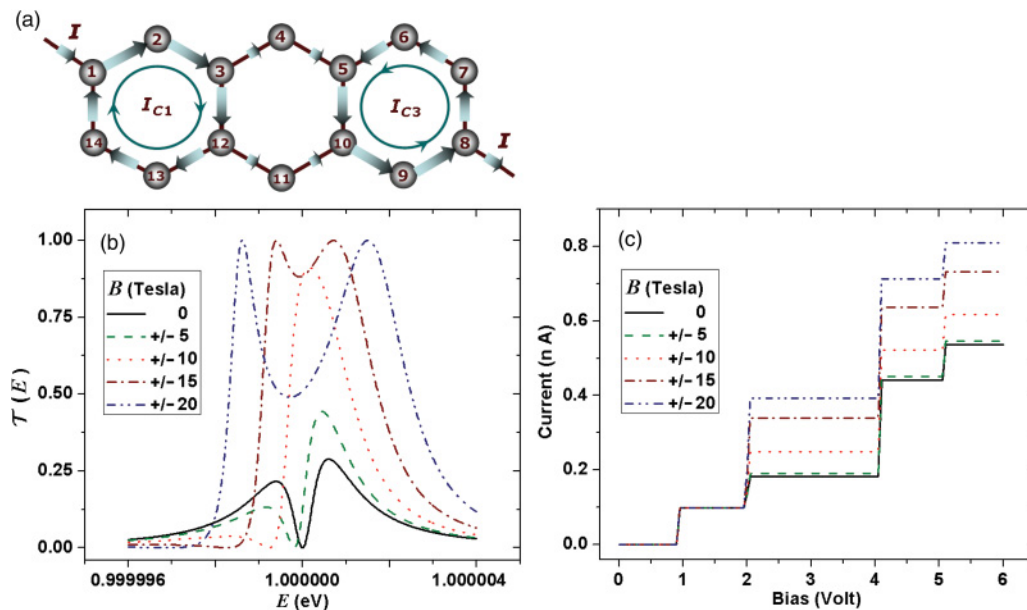 (a)
I
I
1
2
3
4
5
6
7
8
9
10
11
12
13
14
I C1
I C3
(b)
B (Tesla)
0
+/− 5
+/− 10
+/− 15
+/− 20
1.00
0.75
0.50
0.25
0.00
T (E)
0.999996
1.000000
1.000004
E (eV)
(c)
B (Tesla)
0
+/− 5
+/− 10
+/− 15
+/− 20
0.8
0.6
0.4
0.2
0.0
Current (n A)
0 1 2 3 4 5 6
Bias (Volt)